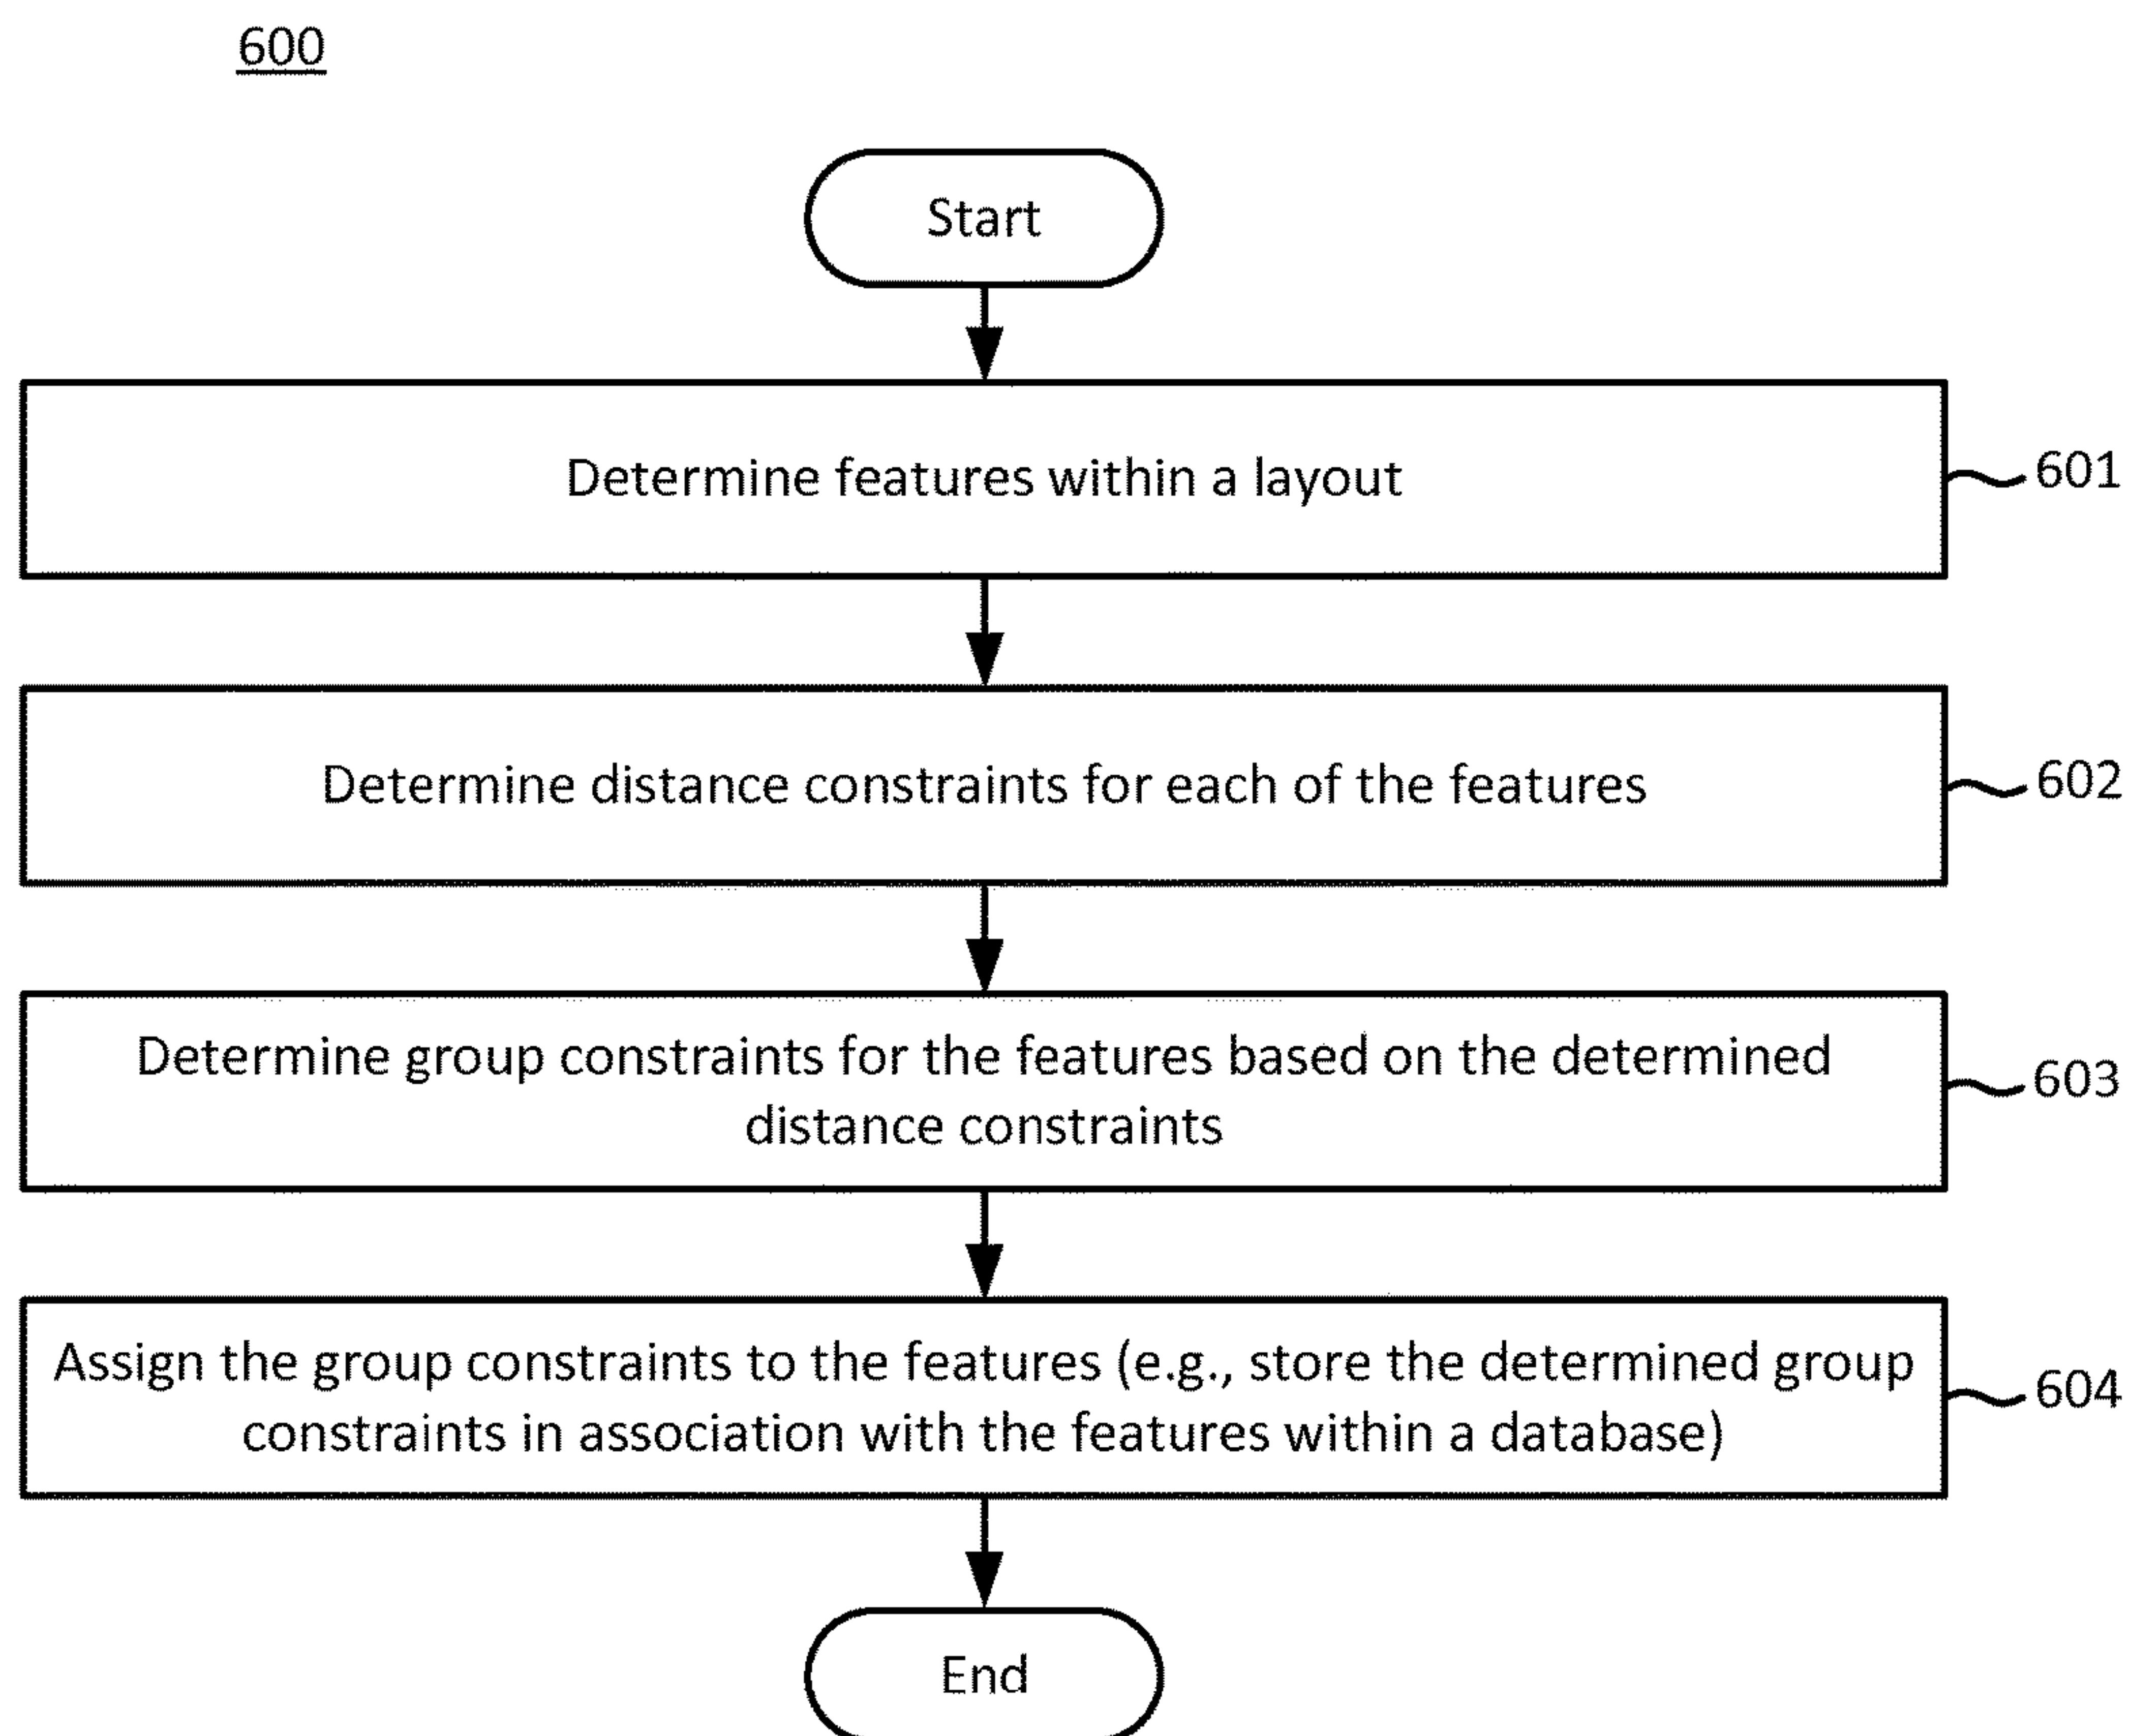 600
Start
Determine features within a layout
601
Determine distance constraints for each of the features
602
Determine group constraints for the features based on the determined
distance constraints
603
Assign the group constraints to the features (e.g., store the determined group
constraints in association with the features within a database)
604
End